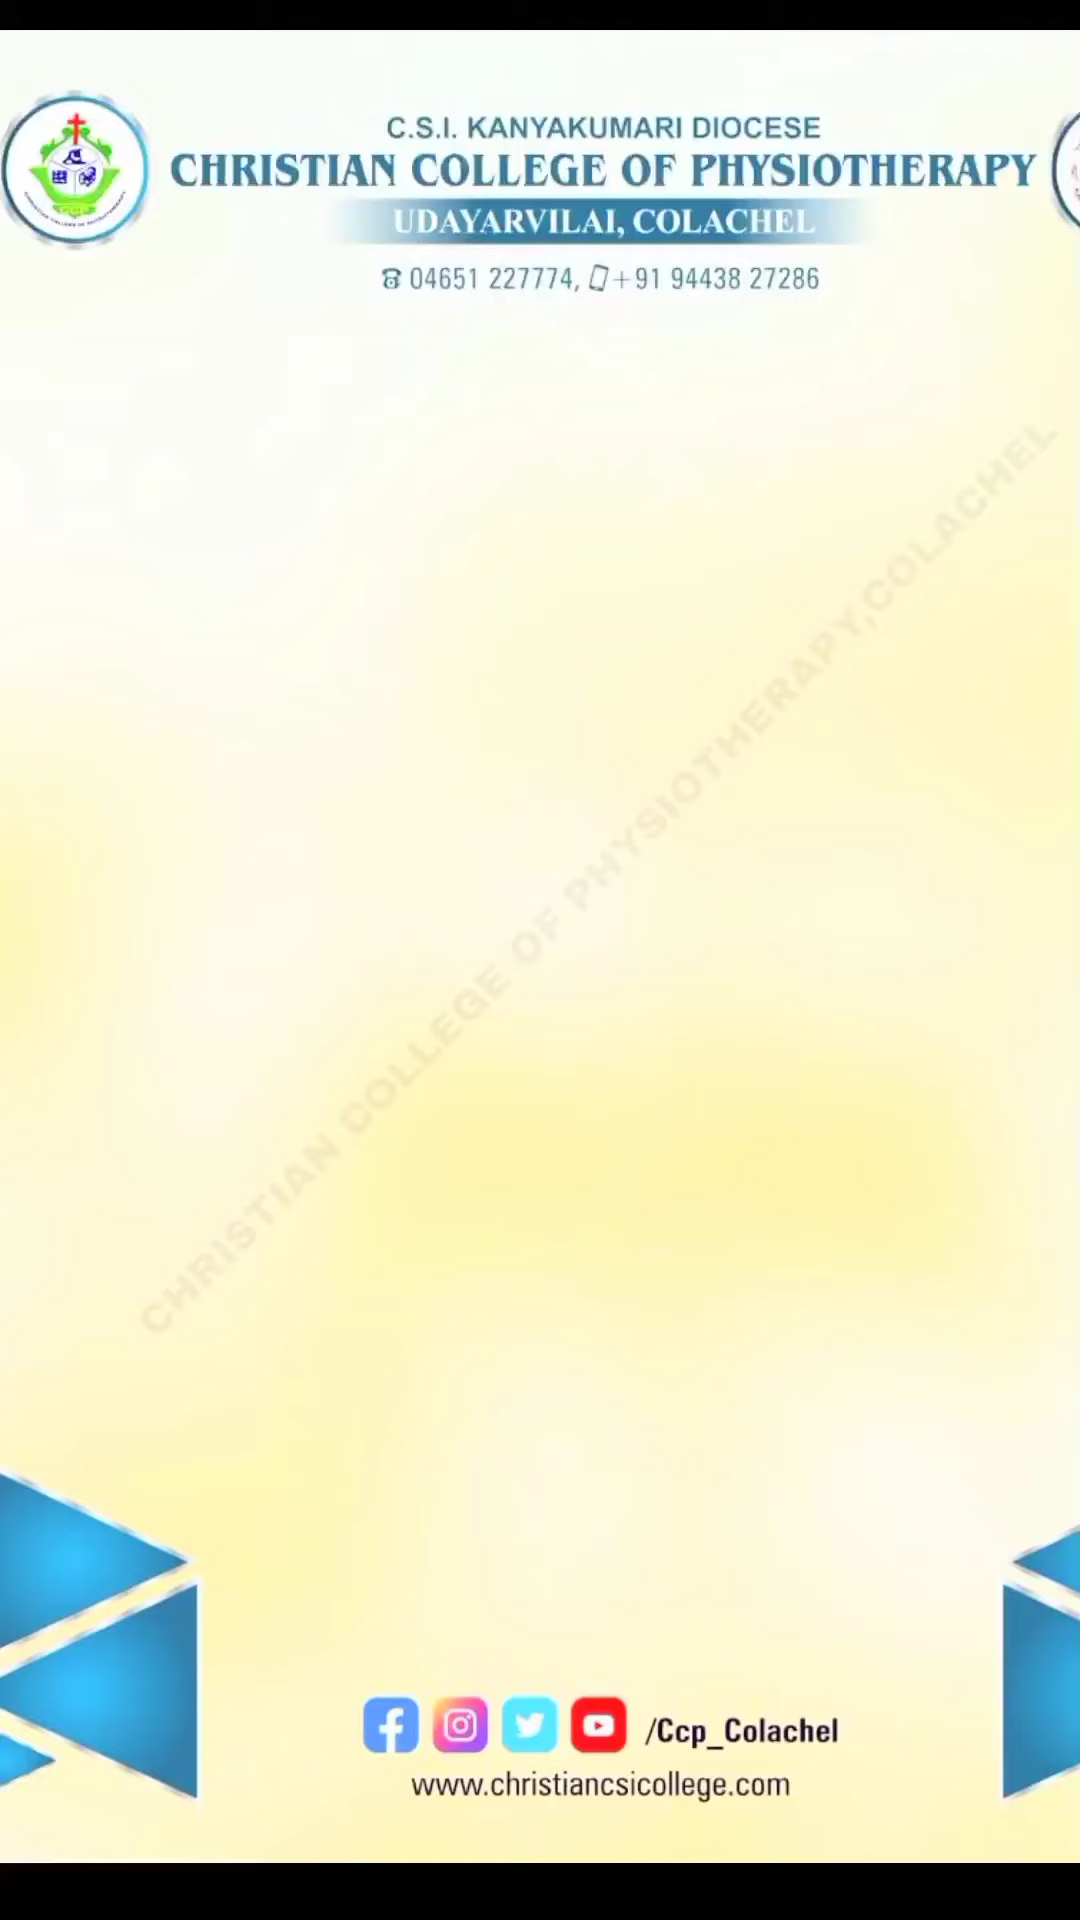 C.S.I. KANYAKUMARI DIOCESE
CHRISTIAN COLLEGE OF PHYSIOTHERAPY
UDAYARVILAI, COLACHEL
☎ 04651 227774, +91 94438 27286
CHRISTIAN COLLEGE OF PHYSIOTHERAPY,COLACHEL
/Ccp_Colachel
www.christiancsicollege.com